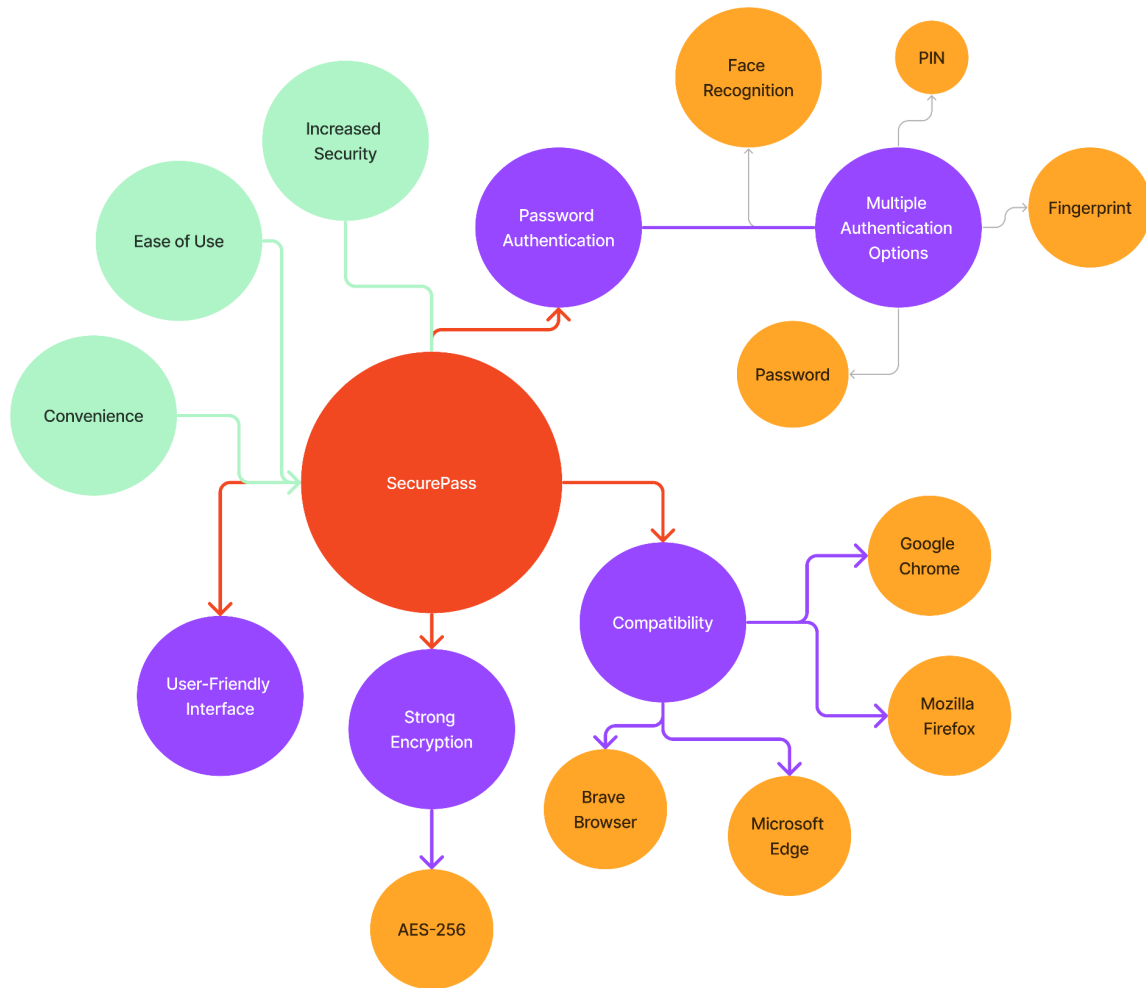 Face
Recognition
PIN
Increased
Security
Password
Authentication
Multiple
Authentication
Options
Fingerprint
Ease of Use
Password
Convenience
SecurePass
Google
Chrome
Compatibility
User-Friendly
Interface
Strong
Encryption
Mozilla
Firefox
Brave
Browser
Microsoft
Edge
AES-256